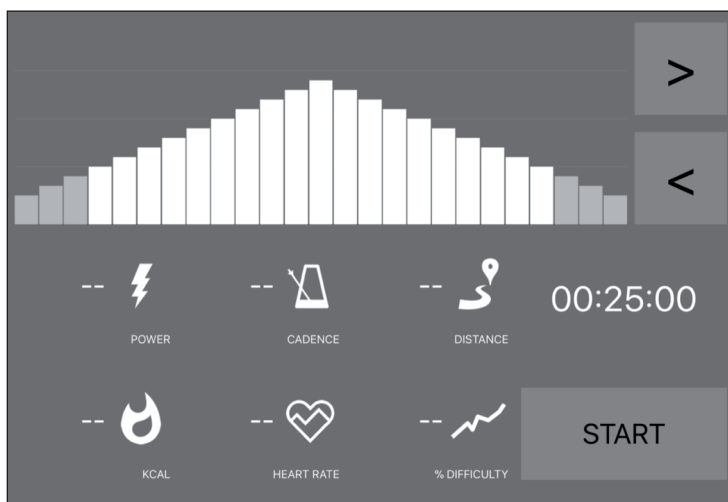 >
<
-- -- -- 00:25:00
POWER CADENCE DISTANCE
-- -- -- START
KCAL HEART RATE % DIFFICULTY